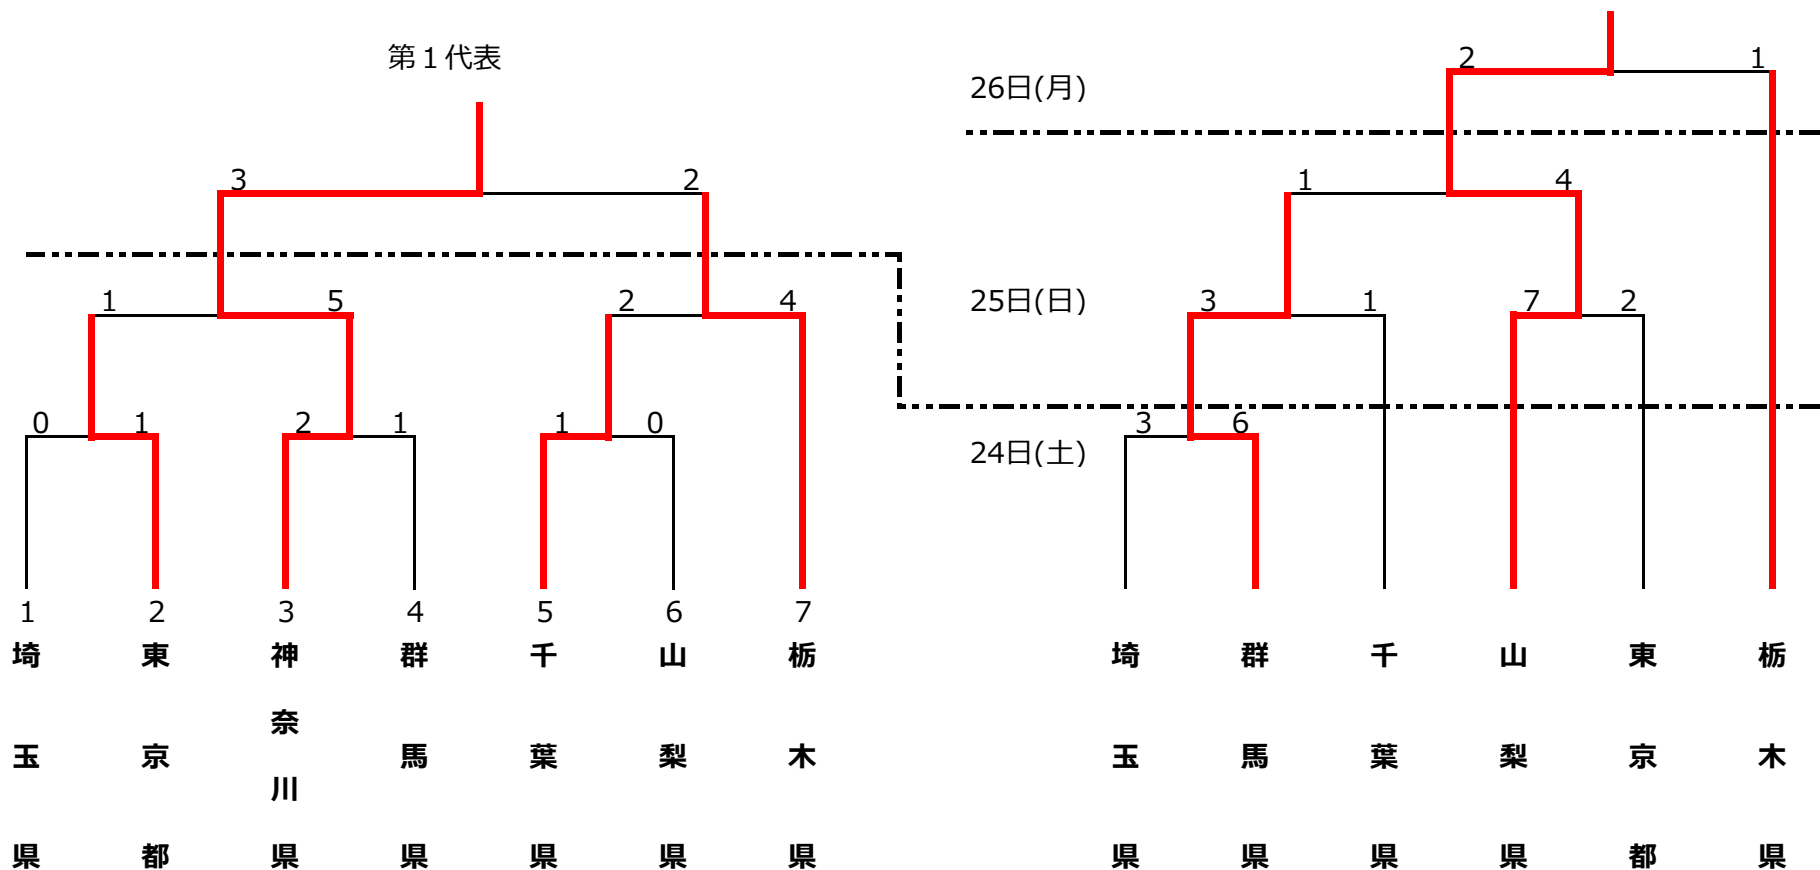 第１代表
3 2
1 5 2 4
0 1 2 1 1 0
1 2 3 4 5 6 7
埼玉県
東京都
神奈川県
群馬県
千葉県
山梨県
栃木県
2 1
26日(月)
1 4
25日(日)
3 1 7 2
3 6
24日(土)
埼玉県
群馬県
千葉県
山梨県
東京都
栃木県